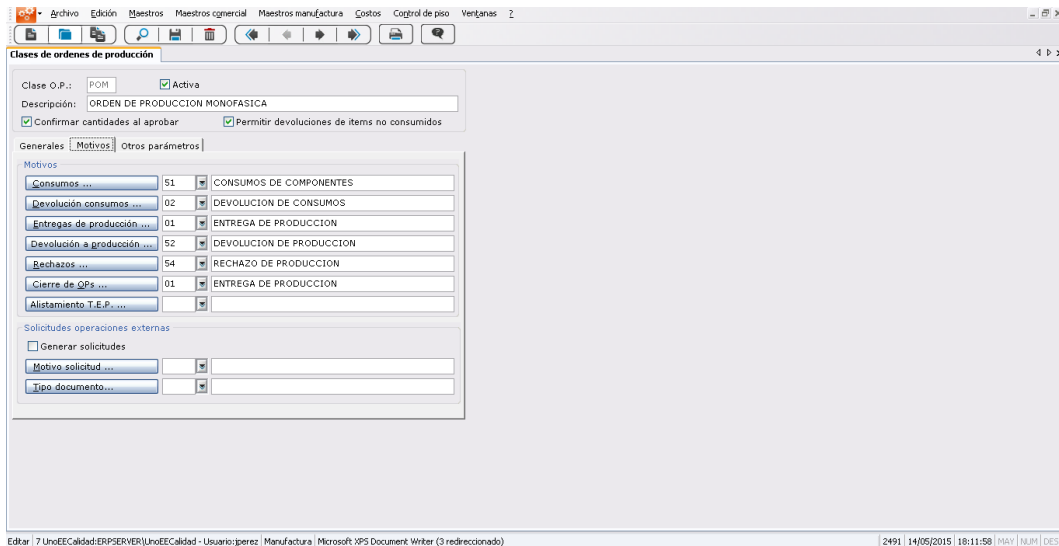 Archivo Edición Maestros Maestros comercial Maestros manufactura Costos Control de piso Ventanas ?
Clases de ordenes de producción
Clase O.P.: POM Activa
Descripción: ORDEN DE PRODUCCION MONOFASICA
Confirmar cantidades al aprobar Permitir devoluciones de items no consumidos
Generales Motivos Otros parámetros
Motivos
Consumos ... 51 CONSUMOS DE COMPONENTES
Devolución consumos ... 02 DEVOLUCION DE CONSUMOS
Entregas de producción ... 01 ENTREGA DE PRODUCCION
Devolución a producción ... 52 DEVOLUCION DE PRODUCCION
Rechazos ... 54 RECHAZO DE PRODUCCION
Cierre de OPs ... 01 ENTREGA DE PRODUCCION
Alistamiento T.E.P. ...
Solicitudes operaciones externas
Generar solicitudes
Motivo solicitud ...
Tipo documento...
Editar 7 UnoEECalidad:ERPSERVER\UnoEECalidad - Usuario:jperez Manufactura Microsoft XPS Document Writer (3 redireccionado) 2491 14/05/2015 18:11:58 MAY NUM DES